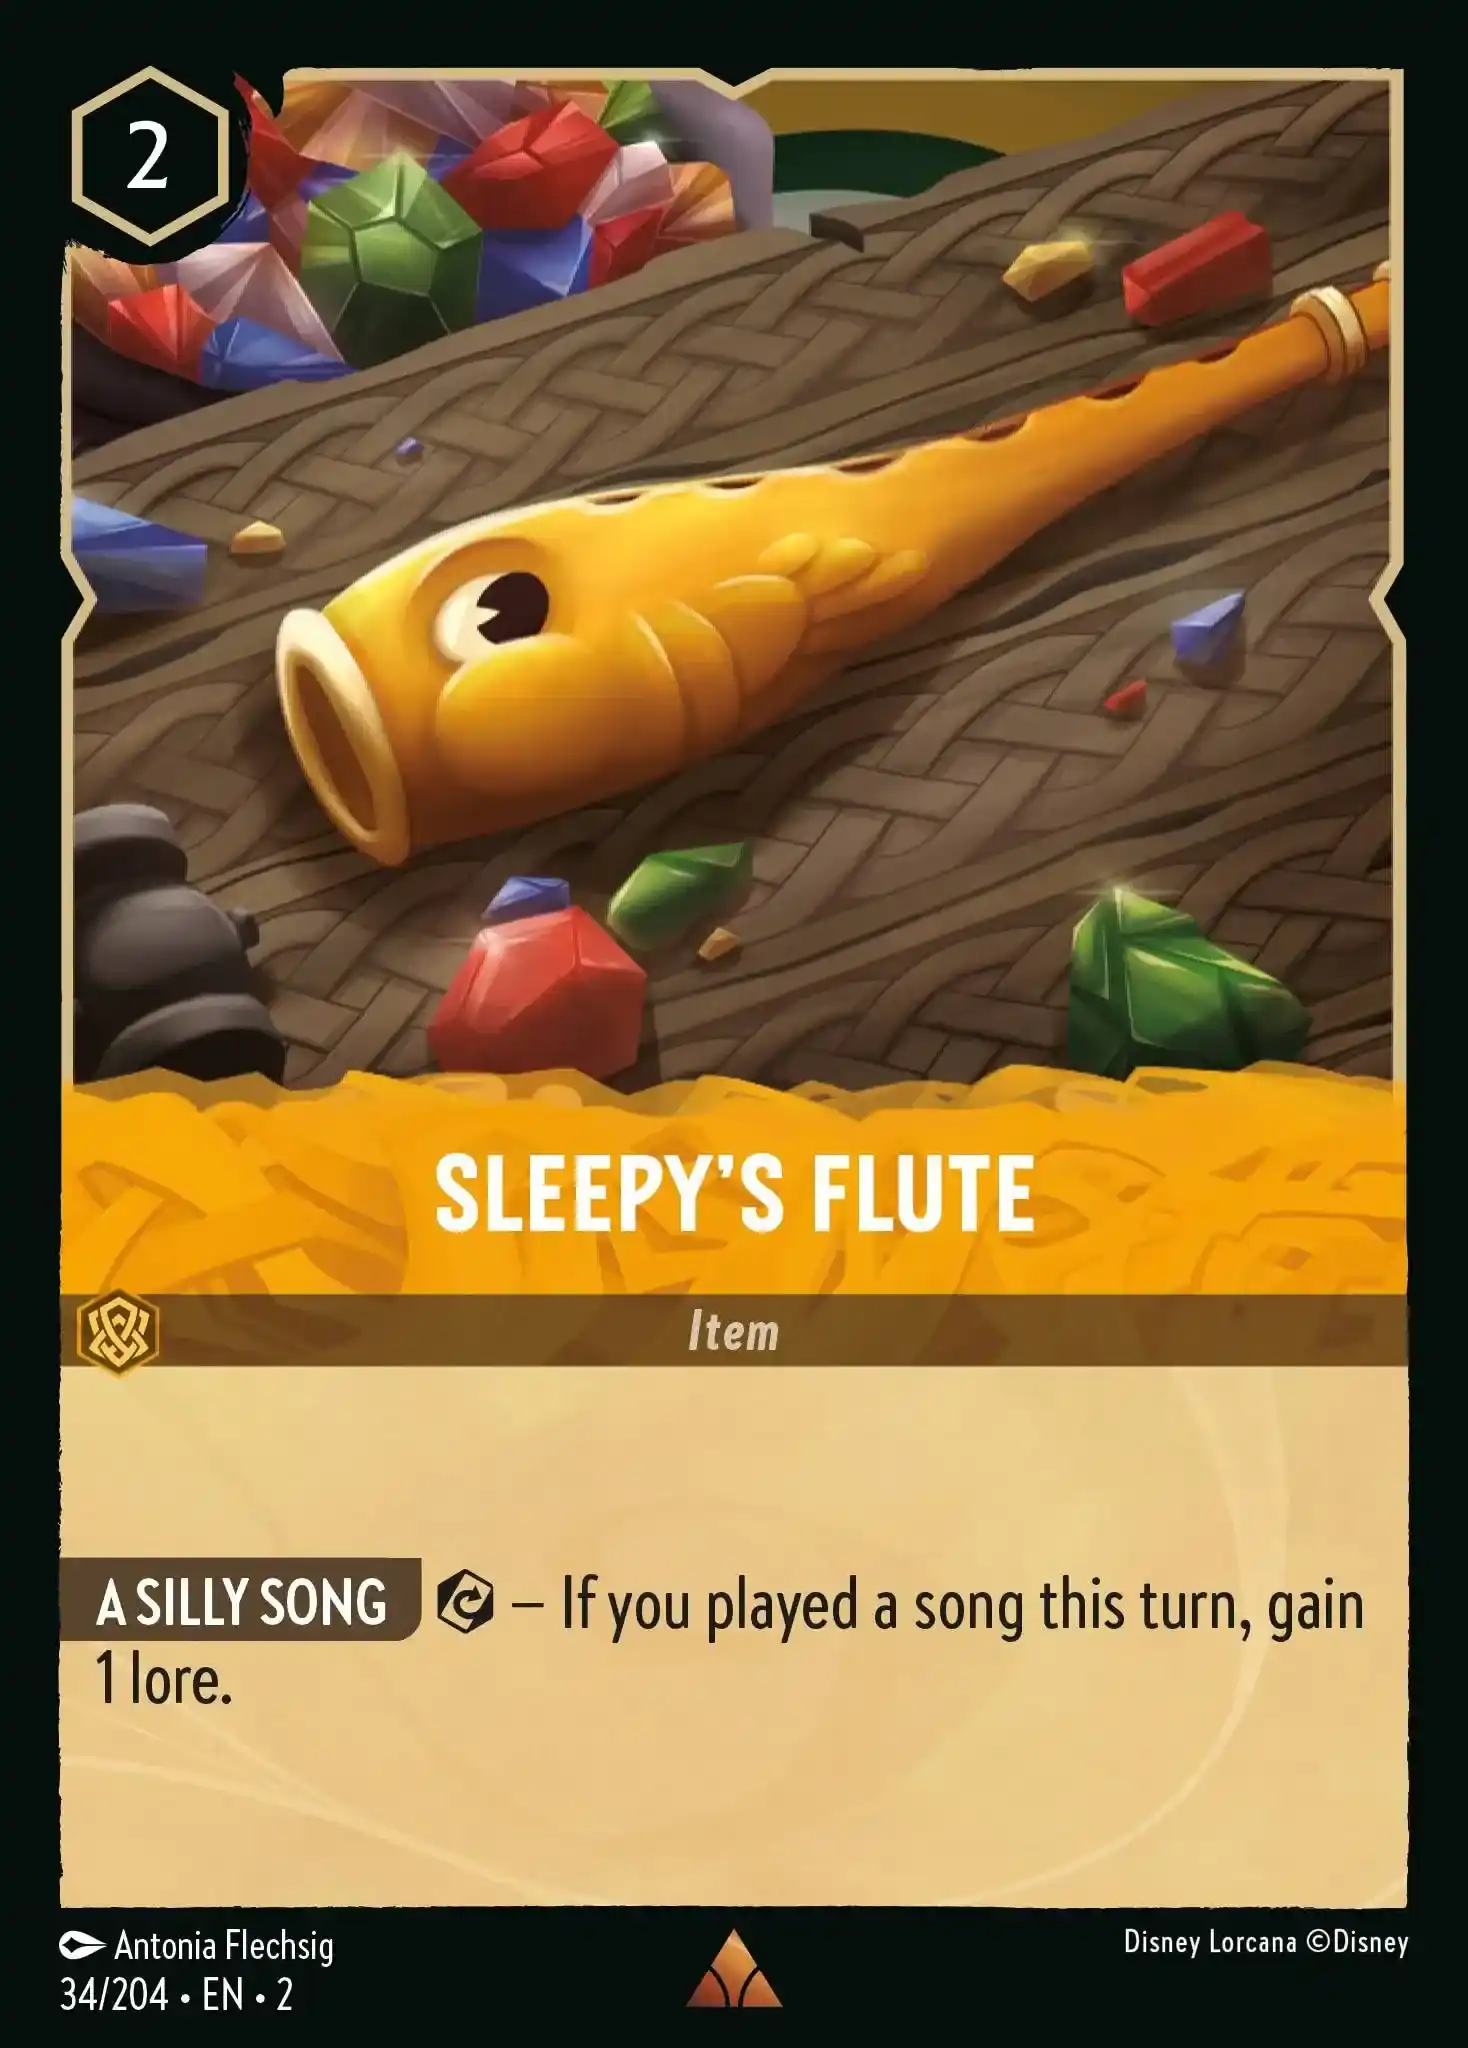 2
SLEEPY'S FLUTE
Item
A SILLY SONG – If you played a song this turn, gain
1 lore.
Antonia Flechsig
Disney Lorcana ©Disney
34/204 • EN • 2